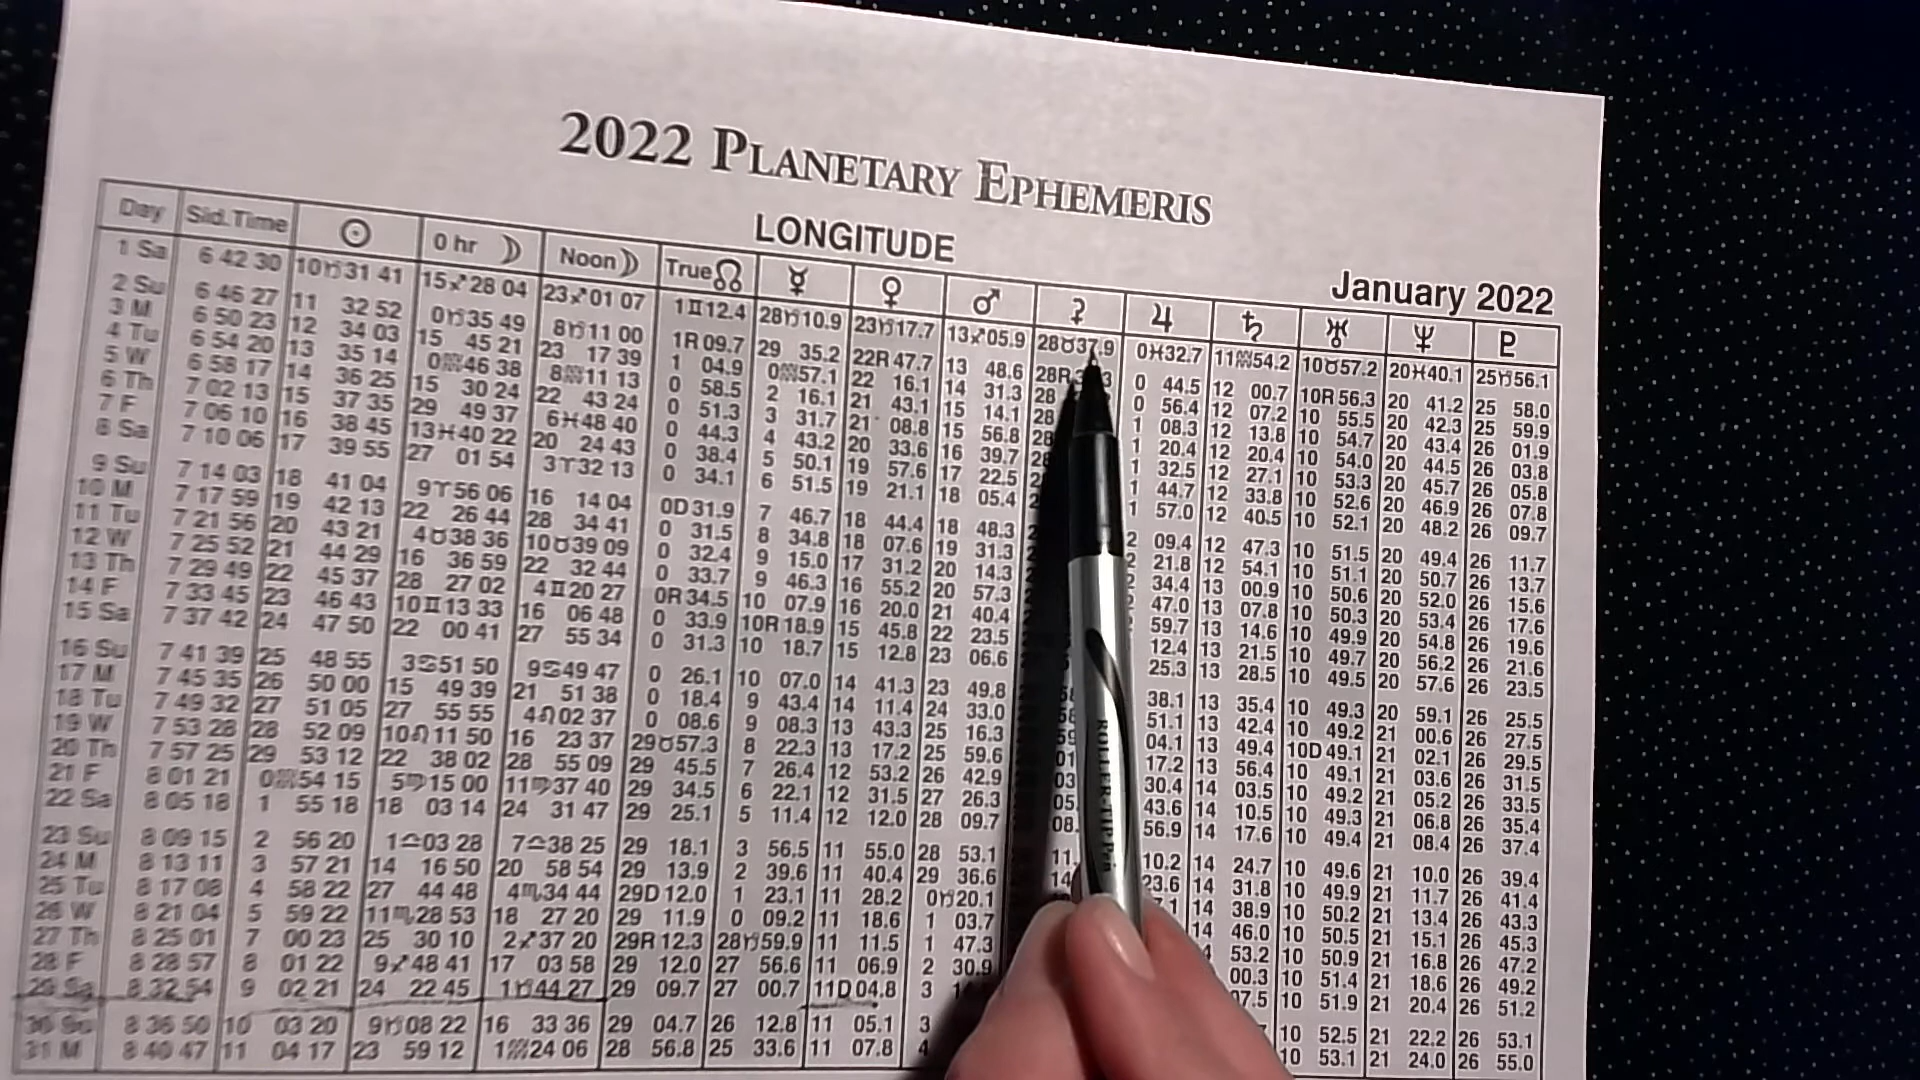 2022 PLANETARY EPHEMERIS
LONGITUDE
January 2022
Day Sid. Time ☉ 0 hr ☽ Noon ☽ True ☊ ☿ ♀ ♂ ⚳ ♃ ♄ ♅ ♆ ♇
1 Sa 6 42 30 10♑31 41 15♐28 04 23♐01 07 1♊12.4 28♑10.9 23♑17.7 13♐05.9 28♉37.9 0♓32.7 11♒54.2 10♉57.2 20♓40.1 25♑56.1
2 Su 6 46 27 11 32 52 0♑35 49 8♑11 00 1R09.7 29 35.2 22R47.7 13 48.6 28R 0 44.5 12 00.7 10R56.3 20 41.2 25 58.0
3 M 6 50 23 12 34 03 15 45 21 23 17 39 1 04.9 0♒57.1 22 16.1 14 31.3 28 0 56.4 12 07.2 10 55.5 20 42.3 25 59.9
4 Tu 6 54 20 13 35 14 0♒46 38 8♒11 13 0 58.5 2 16.1 21 43.1 15 14.1 28 1 08.3 12 13.8 10 54.7 20 43.4 26 01.9
5 W 6 58 17 14 36 25 15 30 24 22 43 24 0 51.3 3 31.7 21 08.8 15 56.8 28 1 20.4 12 20.4 10 54.0 20 44.5 26 03.8
6 Th 7 02 13 15 37 35 29 49 37 6♓48 40 0 44.3 4 43.2 20 33.6 16 39.7 1 32.5 12 27.1 10 53.3 20 45.7 26 05.8
7 F 7 06 10 16 38 45 13♓40 22 20 24 43 0 38.4 5 50.1 19 57.6 17 22.5 1 44.7 12 33.8 10 52.6 20 46.9 26 07.8
8 Sa 7 10 06 17 39 55 27 01 54 3♈32 13 0 34.1 6 51.5 19 21.1 18 05.4 1 57.0 12 40.5 10 52.1 20 48.2 26 09.7
9 Su 7 14 03 18 41 04 9♈56 06 16 14 04 0D31.9 7 46.7 18 44.4 18 48.3 2 09.4 12 47.3 10 51.5 20 49.4 26 11.7
10 M 7 17 59 19 42 13 22 26 44 28 34 41 0 31.5 8 34.8 18 07.6 19 31.3 2 21.8 12 54.1 10 51.1 20 50.7 26 13.7
11 Tu 7 21 56 20 43 21 4♉38 36 10♉39 09 0 32.4 9 15.0 17 31.2 20 14.3 2 34.4 13 00.9 10 50.6 20 52.0 26 15.6
12 W 7 25 52 21 44 29 16 36 59 22 32 44 0 33.7 9 46.3 16 55.2 20 57.3 47.0 13 07.8 10 50.3 20 53.4 26 17.6
13 Th 7 29 49 22 45 37 28 27 02 4♊20 27 0R34.5 10 07.9 16 20.0 21 40.4 59.7 13 14.6 10 49.9 20 54.8 26 19.6
14 F 7 33 45 23 46 43 10♊13 33 16 06 48 0 33.9 10R18.9 15 45.8 22 23.5 12.4 13 21.5 10 49.7 20 56.2 26 21.6
15 Sa 7 37 42 24 47 50 22 00 41 27 55 34 0 31.3 10 18.7 15 12.8 23 06.6 25.3 13 28.5 10 49.5 20 57.6 26 23.5
16 Su 7 41 39 25 48 55 3♋51 50 9♋49 47 0 26.1 10 07.0 14 41.3 23 49.8 38.1 13 35.4 10 49.3 20 59.1 26 25.5
17 M 7 45 35 26 50 00 15 49 39 21 51 38 0 18.4 9 43.4 14 11.4 24 33.0 51.1 13 42.4 10 49.2 21 00.6 26 27.5
18 Tu 7 49 32 27 51 05 27 55 55 4♌02 37 0 08.6 9 08.3 13 43.3 25 16.3 04.1 13 49.4 10D49.1 21 02.1 26 29.5
19 W 7 53 28 28 52 09 10♌11 50 16 23 37 29♉57.3 8 22.3 13 17.2 25 59.6 01 17.2 13 56.4 10 49.1 21 03.6 26 31.5
20 Th 7 57 25 29 53 12 22 38 02 28 55 09 29 45.5 7 26.4 12 53.2 26 42.9 03 30.4 14 03.5 10 49.2 21 05.2 26 33.5
21 F 8 01 21 0♒54 15 5♍15 00 11♍37 40 29 34.5 6 22.1 12 31.5 27 26.3 05. 43.6 14 10.5 10 49.3 21 06.8 26 35.4
22 Sa 8 05 18 1 55 18 18 03 14 24 31 47 29 25.1 5 11.4 12 12.0 28 09.7 08. 56.9 14 17.6 10 49.4 21 08.4 26 37.4
23 Su 8 09 15 2 56 20 1♎03 28 7♎38 25 29 18.1 3 56.5 11 55.0 28 53.1 11. 10.2 14 24.7 10 49.6 21 10.0 26 39.4
24 M 8 13 11 3 57 21 14 16 50 20 58 54 29 13.9 2 39.6 11 40.4 29 36.6 14 23.6 14 31.8 10 49.9 21 11.7 26 41.4
25 Tu 8 17 08 4 58 22 27 44 48 4♏34 44 29D12.0 1 23.1 11 28.2 0♑20.1 14 38.9 10 50.2 21 13.4 26 43.3
26 W 8 21 04 5 59 22 11♏28 53 18 27 20 29 11.9 0 09.2 11 18.6 1 03.7 14 46.0 10 50.5 21 15.1 26 45.3
27 Th 8 25 01 7 00 23 25 30 10 2♐37 20 29R12.3 28♑59.9 11 11.5 1 47.3 53.2 10 50.9 21 16.8 26 47.2
28 F 8 28 57 8 01 22 9♐48 41 17 03 58 29 12.0 27 56.6 11 06.9 2 30.9 00.3 10 51.4 21 18.6 26 49.2
29 Sa 8 32 54 9 02 21 24 22 45 1♑44 27 29 09.7 27 00.7 11D04.8 3 07.5 10 51.9 21 20.4 26 51.2
30 Su 8 36 50 10 03 20 9♑08 22 16 33 36 29 04.7 26 12.8 11 05.1 3 10 52.5 21 22.2 26 53.1
31 M 8 40 47 11 04 17 23 59 12 1♒24 06 28 56.8 25 33.6 11 07.8 4 10 53.1 21 24.0 26 55.0
ROLLER-TIP Pen